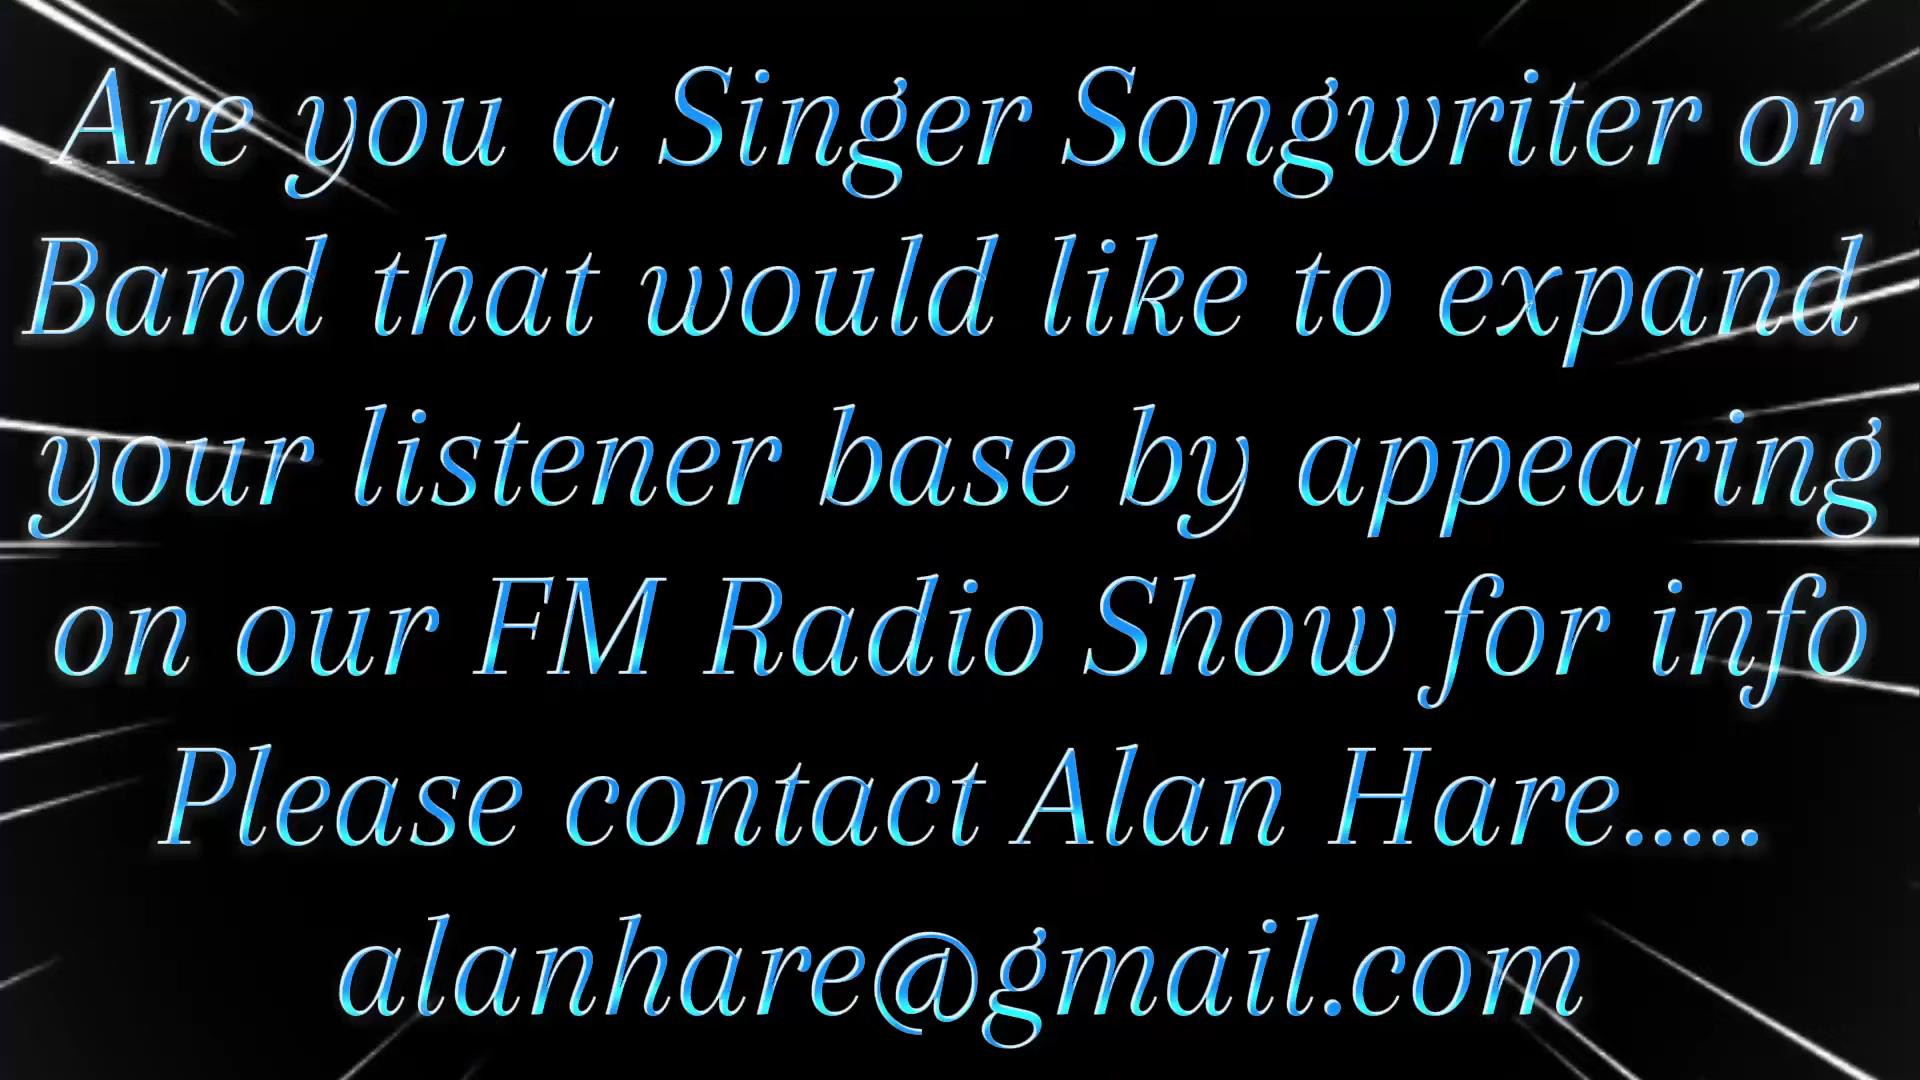 Are you a Singer Songwriter or
Band that would like to expand
your listener base by appearing
on our FM Radio Show for info
Please contact Alan Hare.....
alanhare@gmail.com